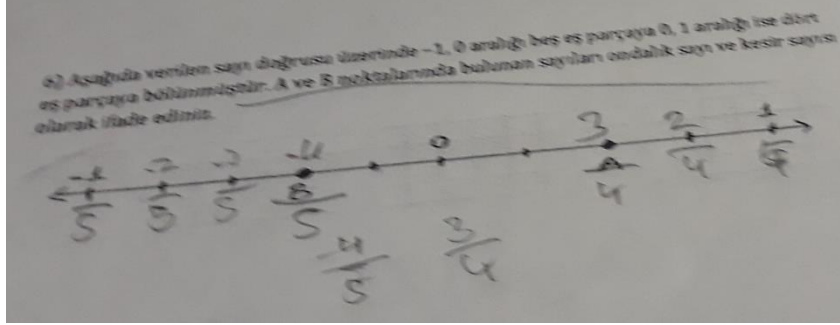 e) Aşağıda verilen sayı doğrusu üzerinde -1, 0 aralığı beş eş parçaya 0, 1 aralığı ise dört
eş parçaya bölünmüştür. A ve B noktalarında bulunan sayıları ondalık sayı ve kesir sayısı
olarak ifade ediniz.
-1 -2 -3 -4 0 3 2 1
5 5 5 B 5 A 4 4 4
4/5 3/4